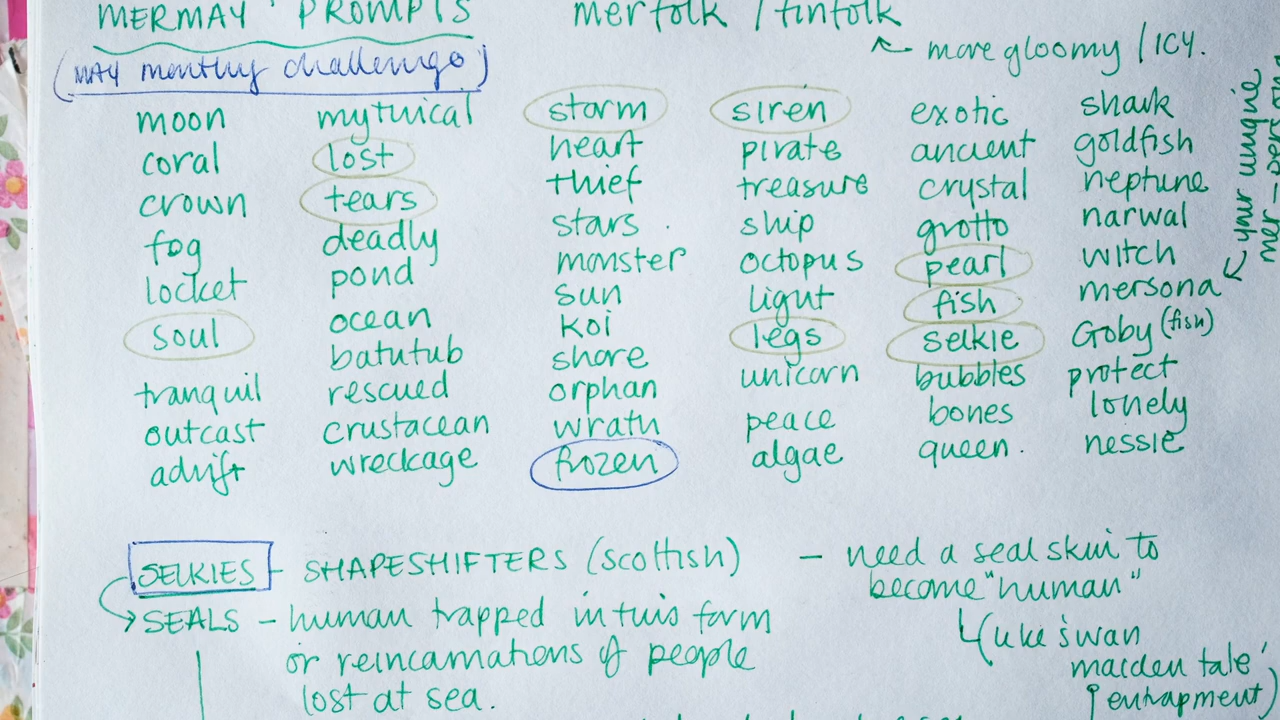 MERMAY ' PROMPTS
(MAY monthly challenge)
merfolk / finfolk
more gloomy / ICY.
moon
coral
crown
fog
locket
soul
tranquil
outcast
adrift
mythical
lost
tears
deadly
pond
ocean
bathtub
rescued
crustacean
wreckage
storm
heart
thief
stars
monster
sun
koi
shore
orphan
wrath
frozen
siren
pirate
treasure
ship
octopus
light
legs
unicorn
peace
algae
exotic
ancient
crystal
grotto
pearl
fish
selkie
bubbles
bones
queen.
shark
goldfish
neptune
narwal
witch
mersona
Goby (fish)
protect
lonely
nessie
your unique
SELKIES - SHAPESHIFTERS (scottish)
SEALS - human trapped in this form
or reincarnations of people
lost at sea.
- need a seal skin to
become "human"
(like 'swan
maiden tale'
entrapment)